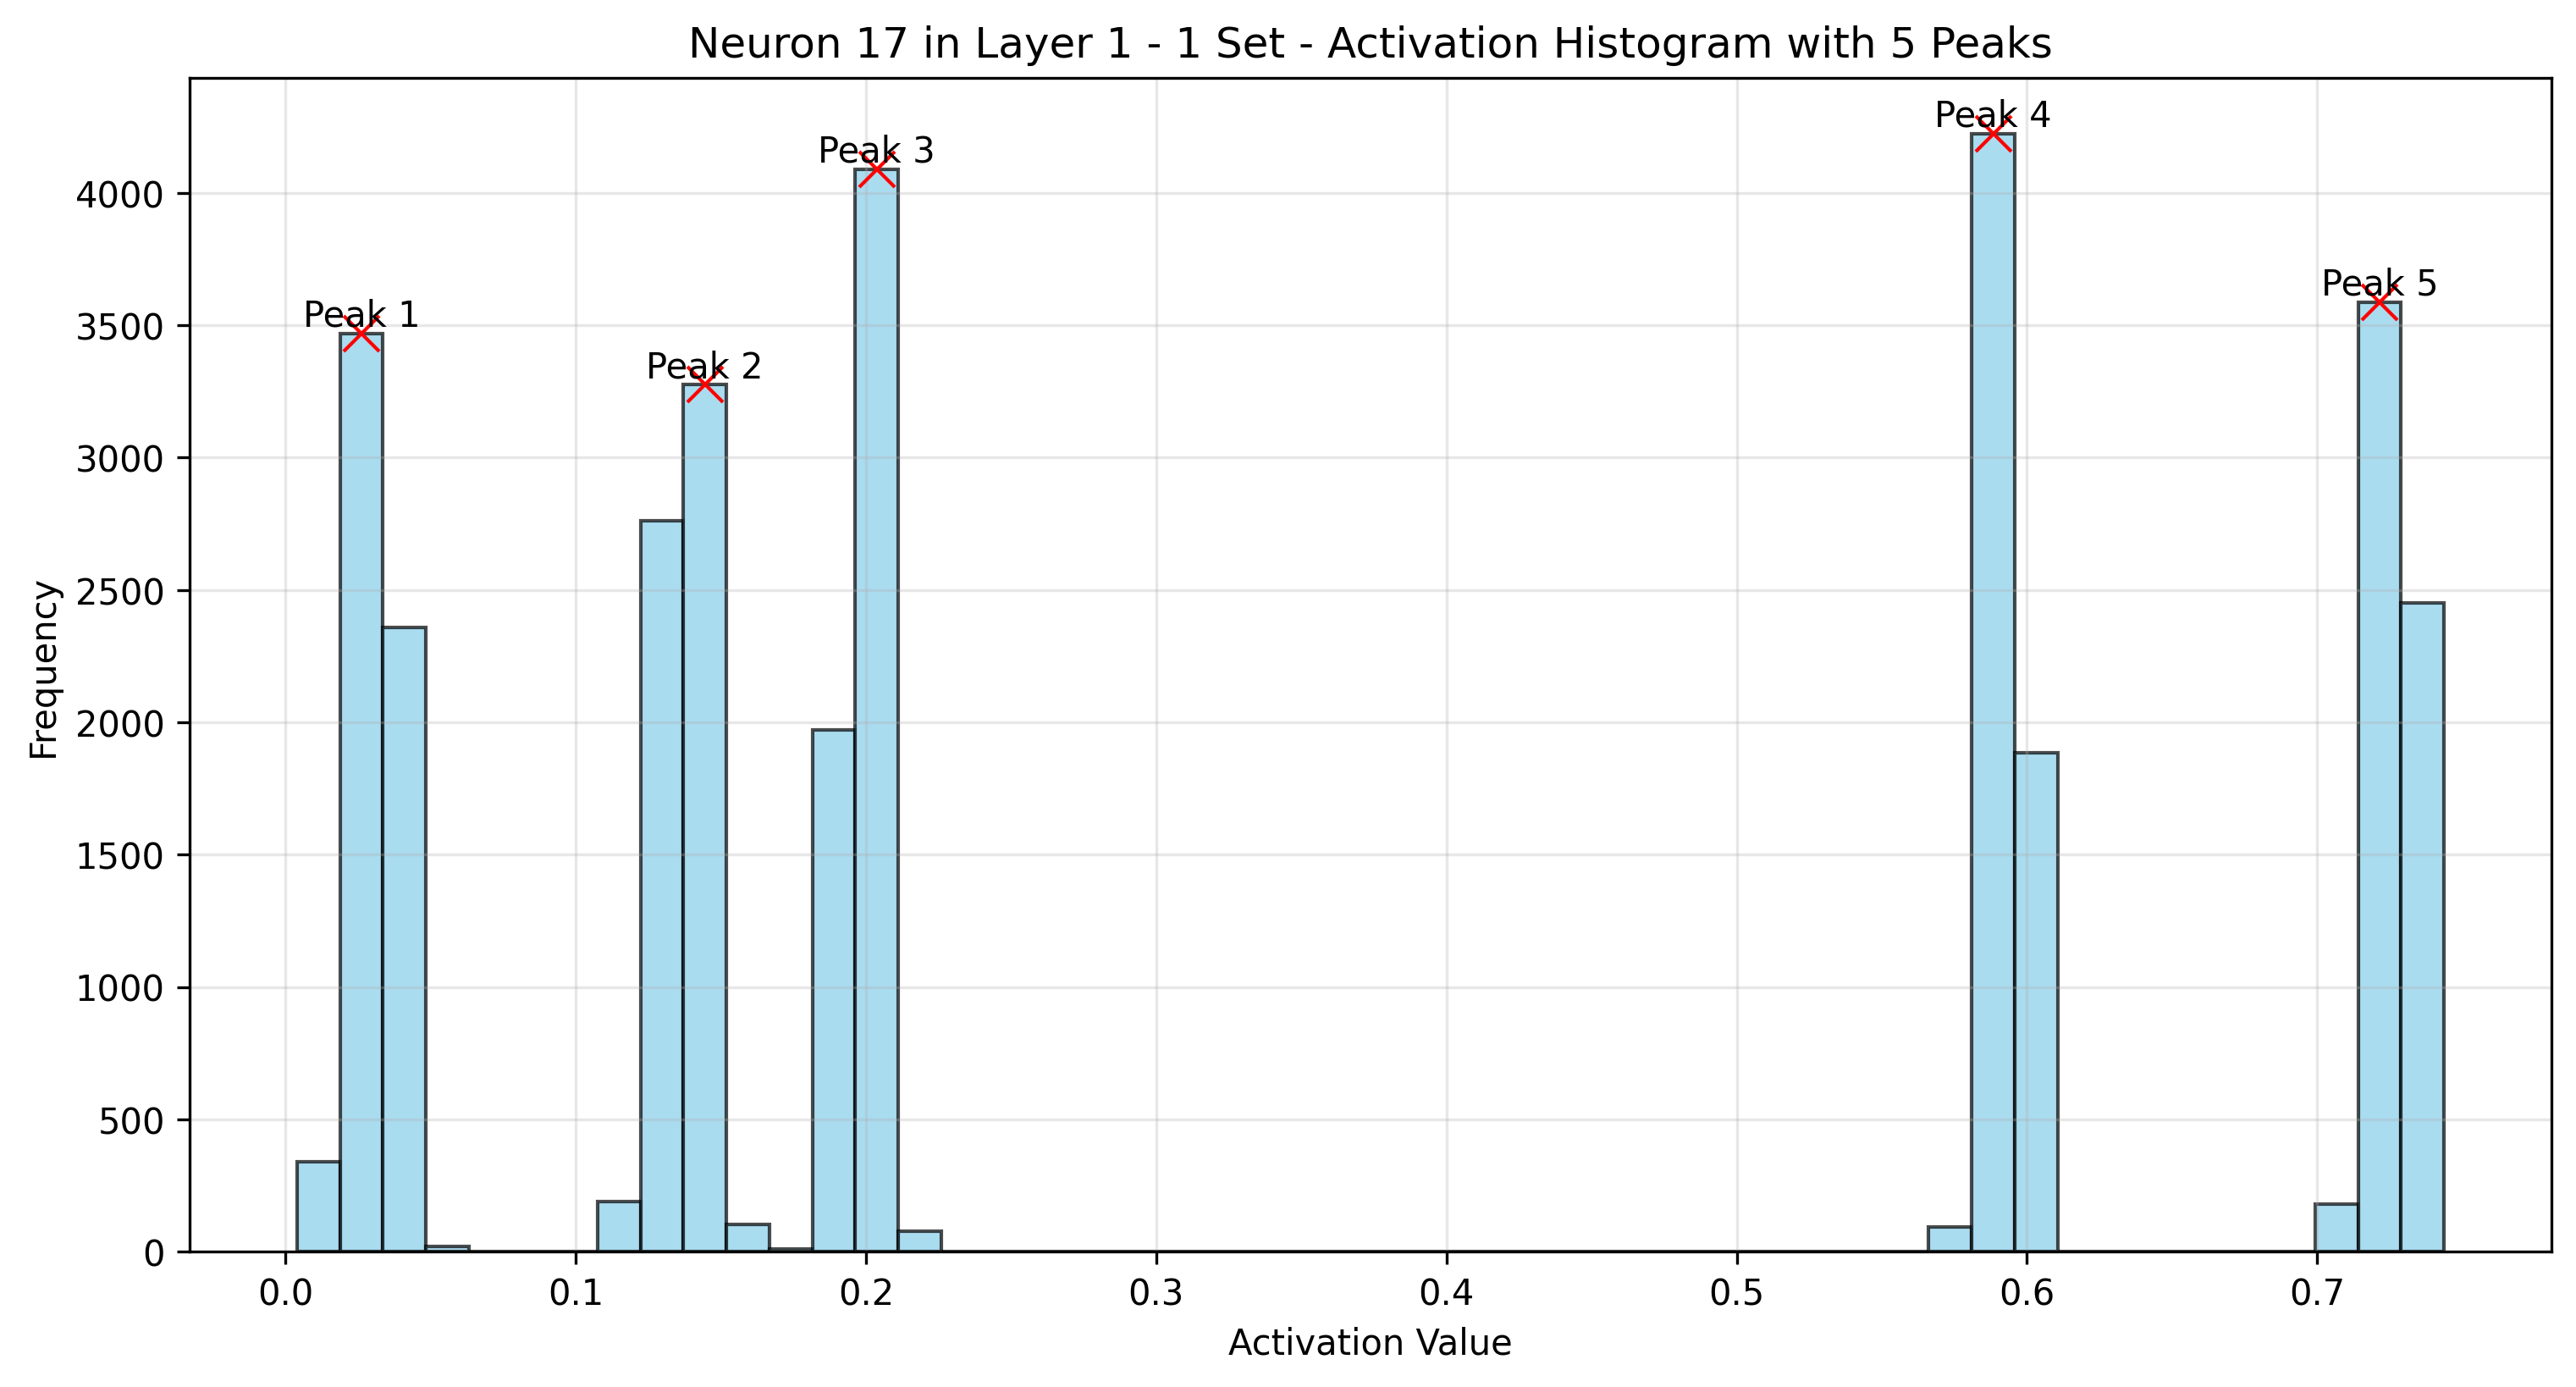 Neuron 17 in Layer 1 - 1 Set - Activation Histogram with 5 Peaks
Peak 4
Peak 3
Peak 5
Peak 1
Peak 2
Frequency
4000
3500
3000
2500
2000
1500
1000
500
0
0.0 0.1 0.2 0.3 0.4 0.5 0.6 0.7
Activation Value